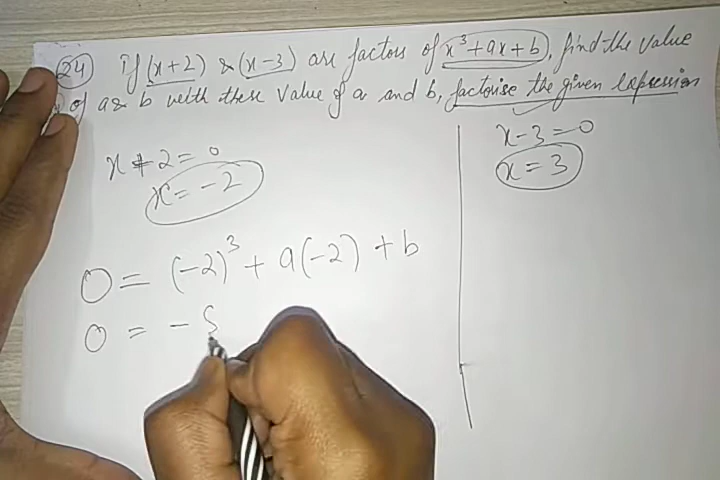 24) If (x+2) & (x-3) are factors of x³+ax+b, find the value
of a & b with these value of a and b, factorise the given expression
x+2=0
x=-2
0=(-2)³+a(-2)+b
0=-
x-3=0
x=3